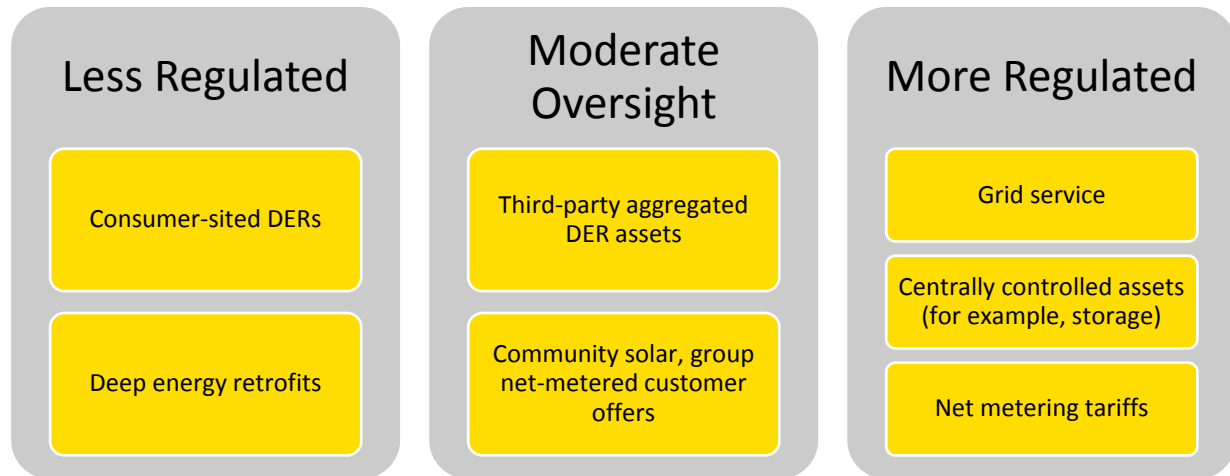 Less Regulated
Consumer-sited DERs
Deep energy retrofits
Moderate
Oversight
Third-party aggregated
DER assets
Community solar, group
net-metered customer
offers
More Regulated
Grid service
Centrally controlled assets
(for example, storage)
Net metering tariffs